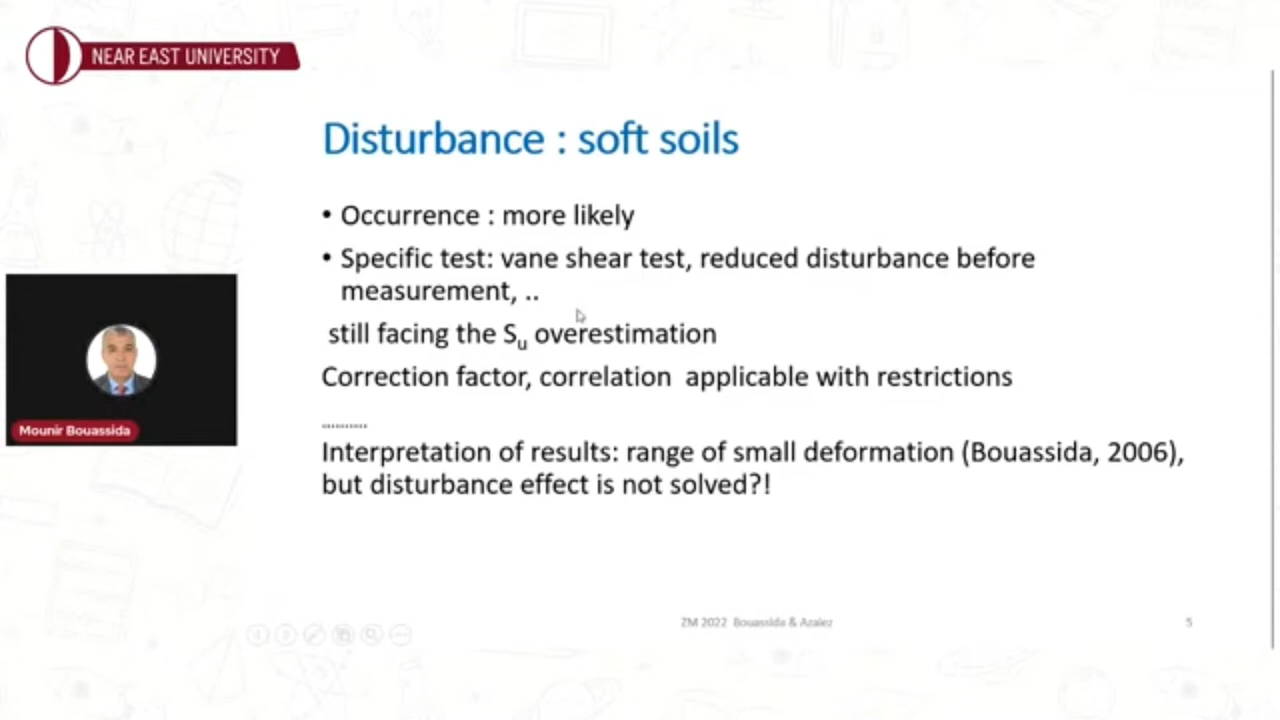 NEAR EAST UNIVERSITY
Disturbance : soft soils
• Occurrence : more likely
• Specific test: vane shear test, reduced disturbance before
measurement, ..
still facing the Su overestimation
Correction factor, correlation applicable with restrictions
..........
Interpretation of results: range of small deformation (Bouassida, 2006),
but disturbance effect is not solved?!
Mounir Bouassida
ZM 2022 Bouassida & Azaiez
5